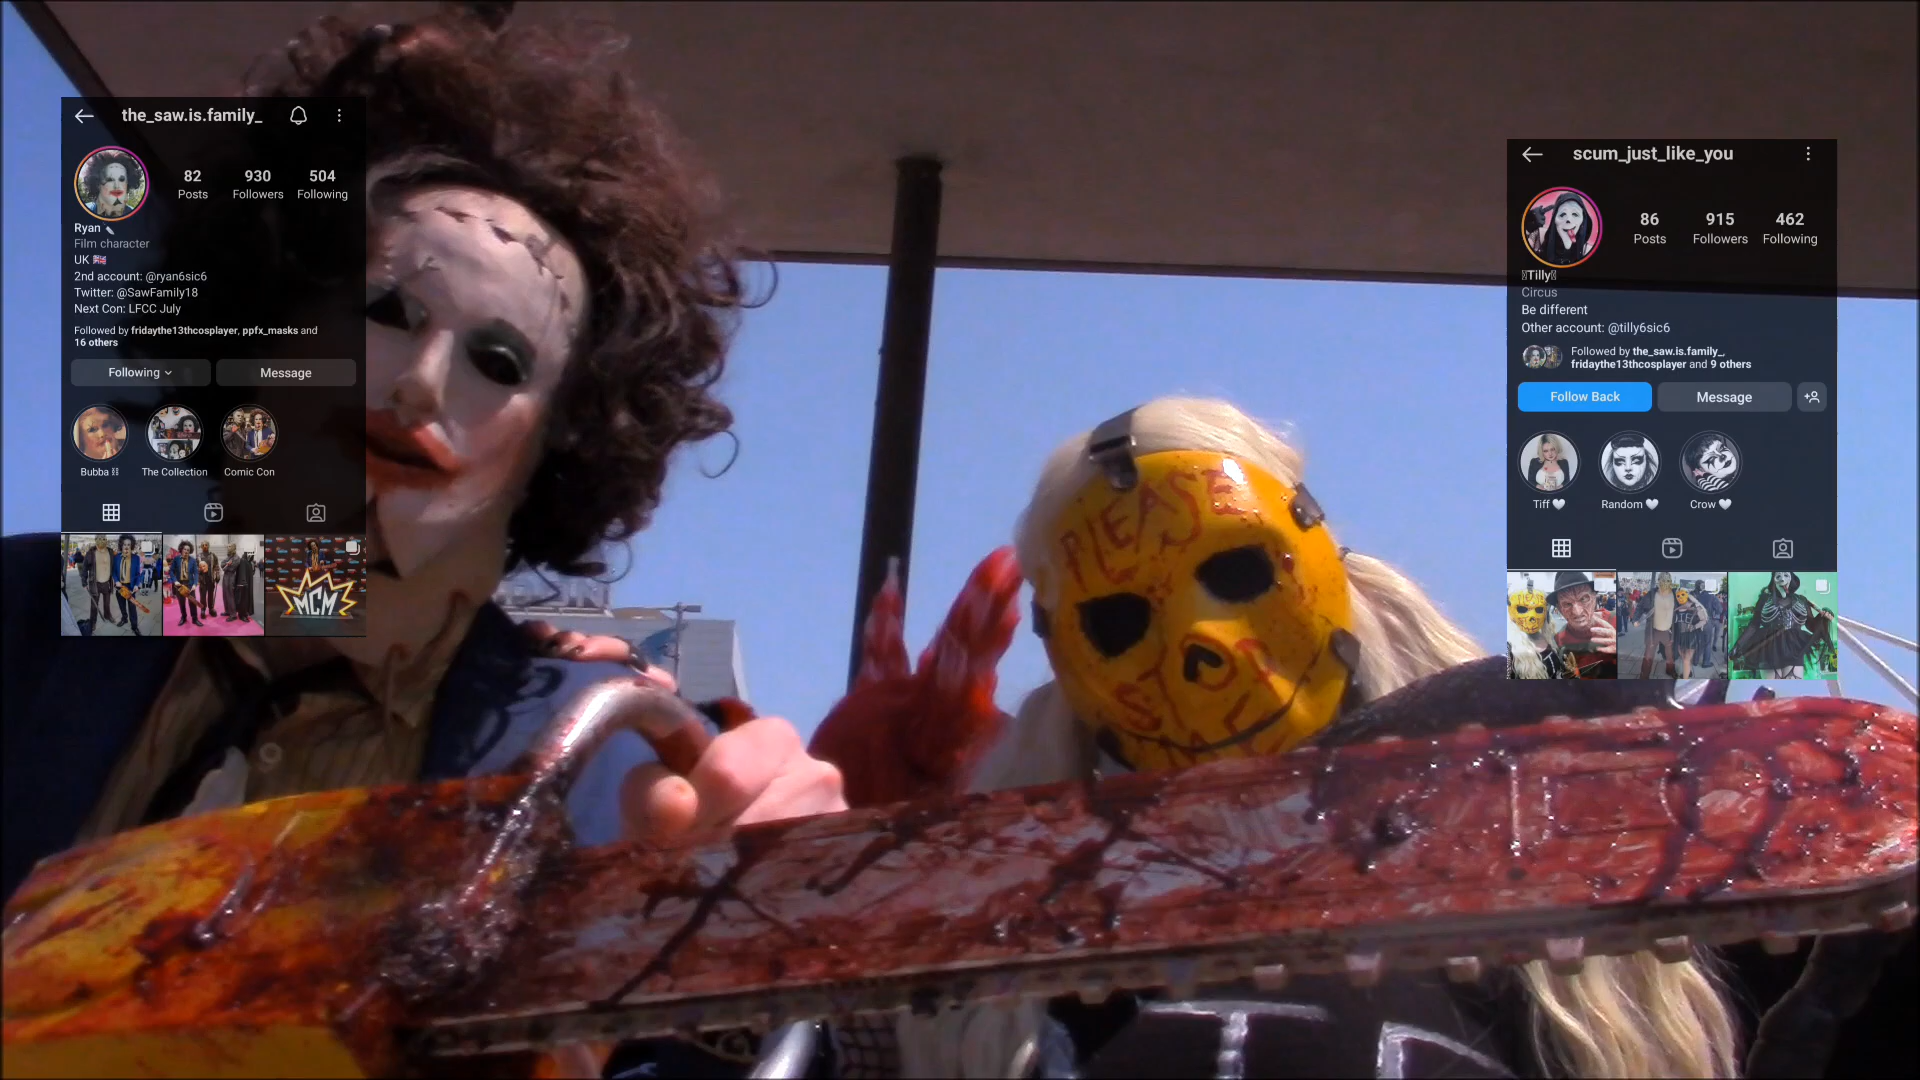 the_saw.is.family_
82 930 504
Posts Followers Following
Ryan
Film character
UK 🇬🇧
2nd account: @ryan6sic6
Twitter: @SawFamily18
Next Con: LFCC July
Followed by fridaythe13thcosplayer, ppfx_masks and
16 others
Following Message
Bubba The Collection Comic Con
MCM
scum_just_like_you
86 915 462
Posts Followers Following
Tilly
Circus
Be different
Other account: @tilly6sic6
Followed by the_saw.is.family_,
fridaythe13thcosplayer and 9 others
Follow Back Message
Tiff 🤍 Random 🤍 Crow 🤍
PLEASE
STOP